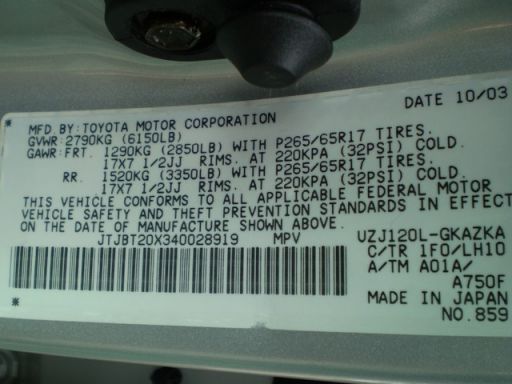 DATE 10/03
MFD. BY: TOYOTA MOTOR CORPORATION
GVWR: 2790KG (6150LB)
GAWR: FRT. 1290KG (2850LB) WITH P265/65R17 TIRES.
17X7 1/2JJ RIMS. AT 220KPA (32PSI) COLD.
RR. 1520KG (3350LB) WITH P265/65R17 TIRES.
17X7 1/2JJ RIMS. AT 220KPA (32PSI) COLD.
THIS VEHICLE CONFORMS TO ALL APPLICABLE FEDERAL MOTOR
VEHICLE SAFETY AND THEFT PREVENTION STANDARDS IN EFFECT
ON THE DATE OF MANUFACTURE SHOWN ABOVE.
JTJBT20X340028919 MPV UZJ120L-GKAZKA
C/TR 1F0/LH10
A/TM A01A/
A750F
MADE IN JAPAN
NO.859